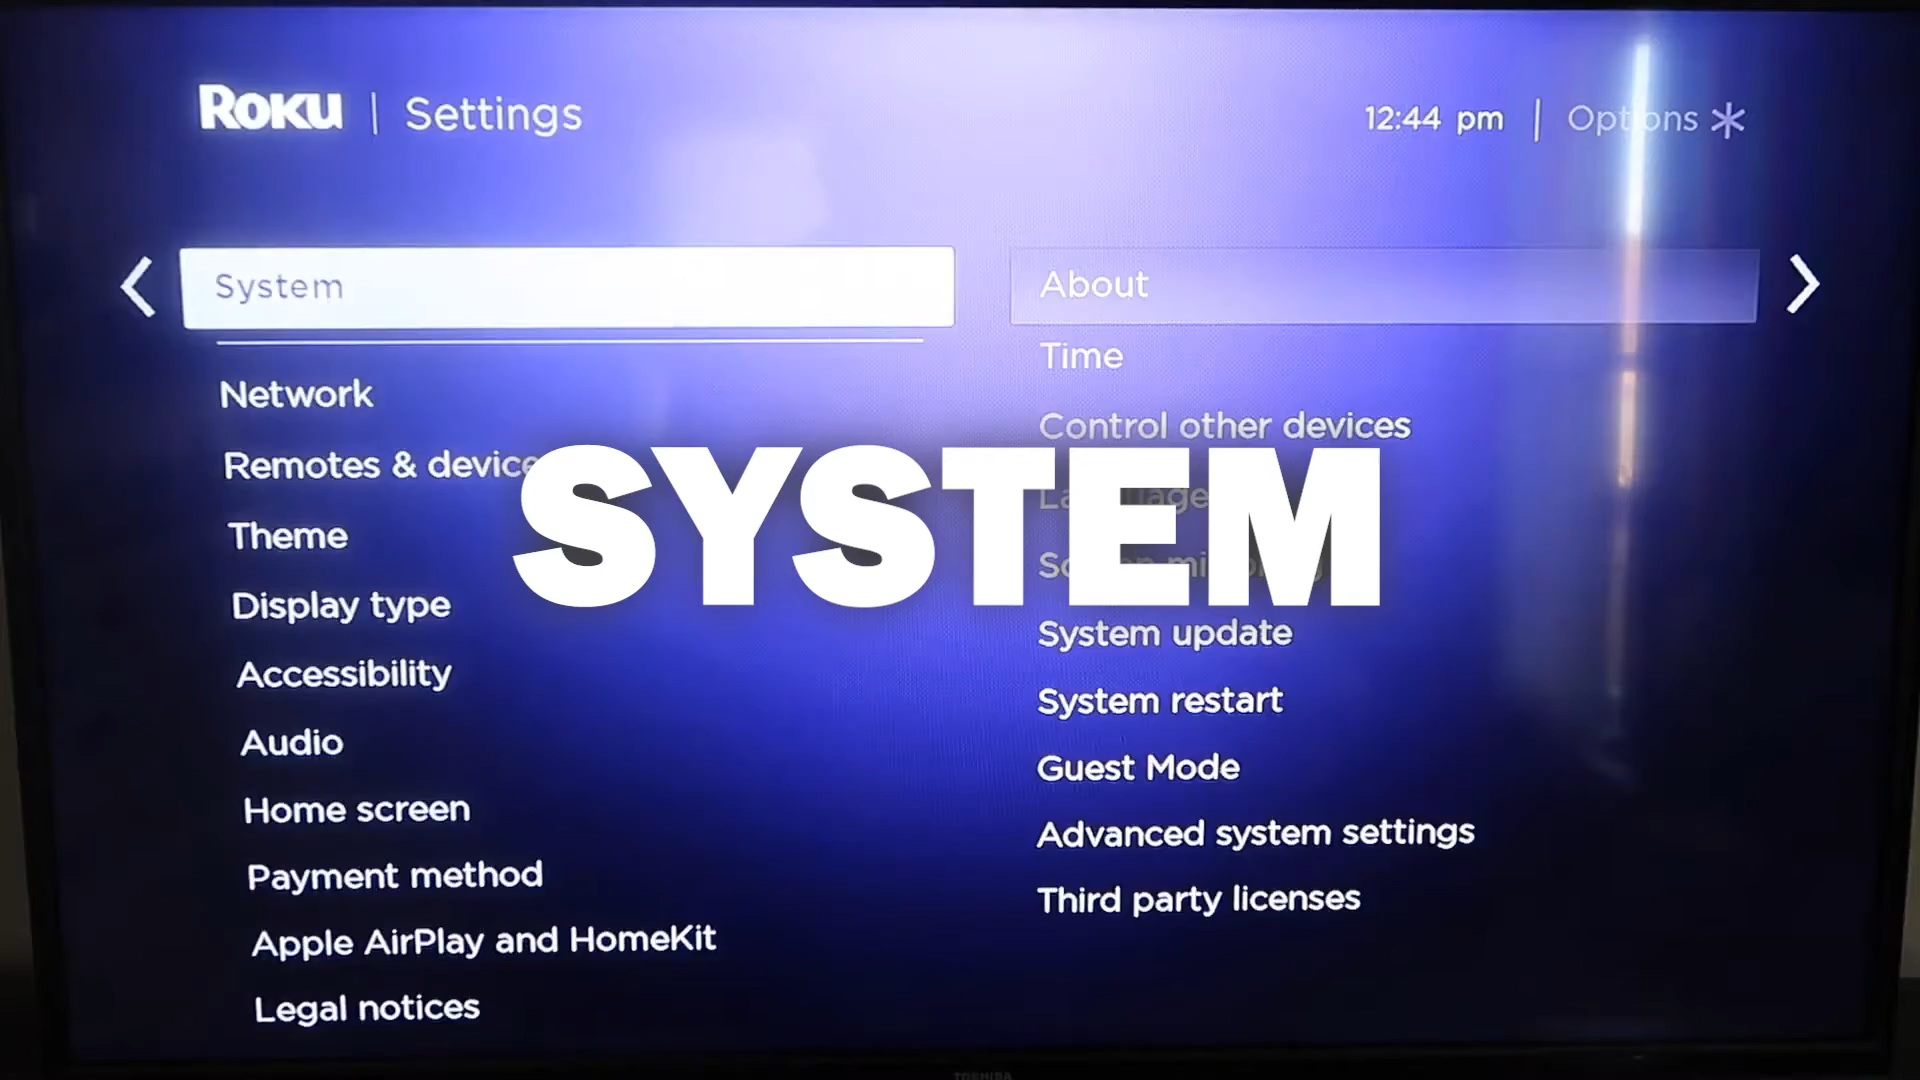 Roku | Settings
12:44 pm | Options *
System
Network
Remotes & device
Theme
Display type
Accessibility
Audio
Home screen
Payment method
Apple AirPlay and HomeKit
Legal notices
About
Time
Control other devices
System update
System restart
Guest Mode
Advanced system settings
Third party licenses
SYSTEM
TOSHIBA